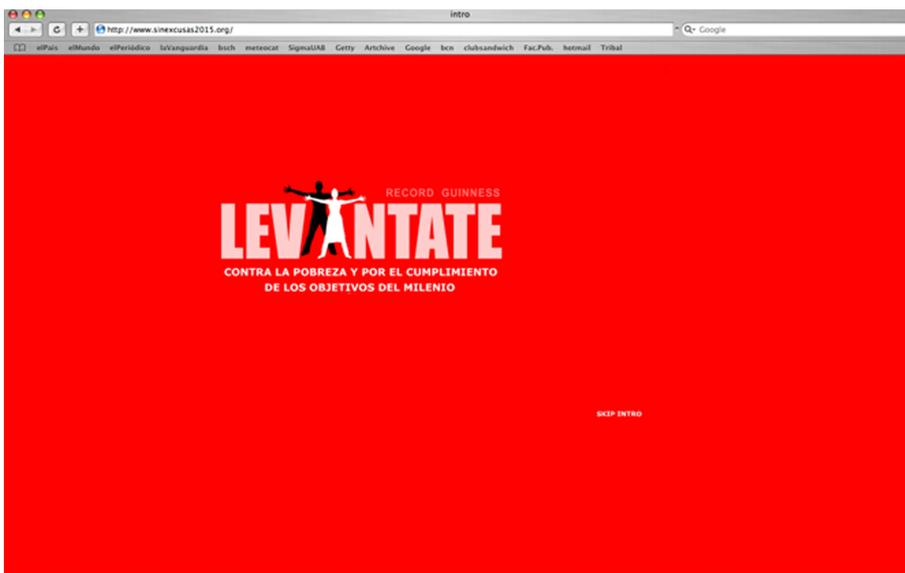 intro
http://www.sinexcusas2015.org/
Google
elPaís elMundo elPeriódico laVanguardia bsch meteocat SigmaUAB Getty Artchive Google bcn clubsandwich Fac.Pub. hotmail Tribal
RECORD GUINNESS
LEVANTATE
CONTRA LA POBREZA Y POR EL CUMPLIMIENTO
DE LOS OBJETIVOS DEL MILENIO
SKIP INTRO